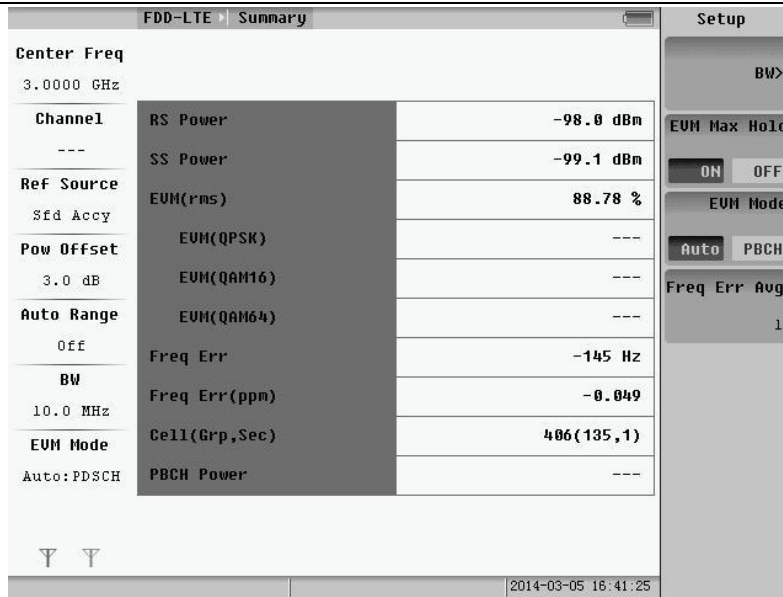 FDD-LTE Summary
Setup
Center Freq
3.0000 GHz
Channel
---
Ref Source
Sfd Accy
Pow Offset
3.0 dB
Auto Range
Off
BW
10.0 MHz
EVM Mode
Auto:PDSCH
RS Power -98.0 dBm
SS Power -99.1 dBm
EVM(rms) 88.78 %
EVM(QPSK) ---
EVM(QAM16) ---
EVM(QAM64) ---
Freq Err -145 Hz
Freq Err(ppm) -0.049
Cell(Grp,Sec) 406(135,1)
PBCH Power ---
BW>
EVM Max Hold
ON OFF
EVM Mode
Auto PBCH
Freq Err Avg
1
2014-03-05 16:41:25